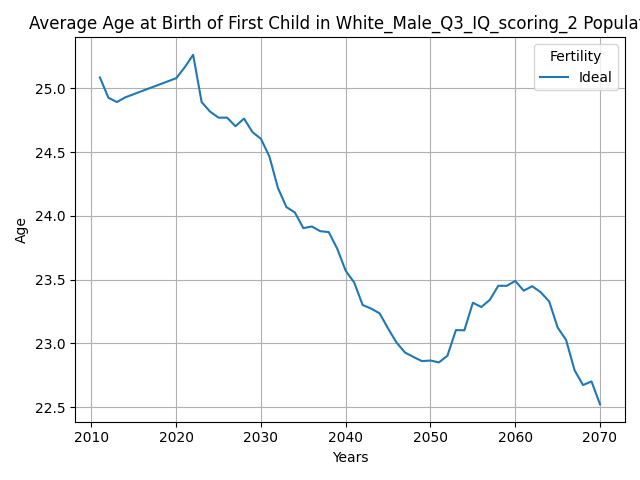 Average Age at Birth of First Child in White_Male_Q3_IQ_scoring_2 Popula
Fertility
Ideal
25.0
24.5
24.0
23.5
23.0
22.5
Age
2010 2020 2030 2040 2050 2060 2070
Years